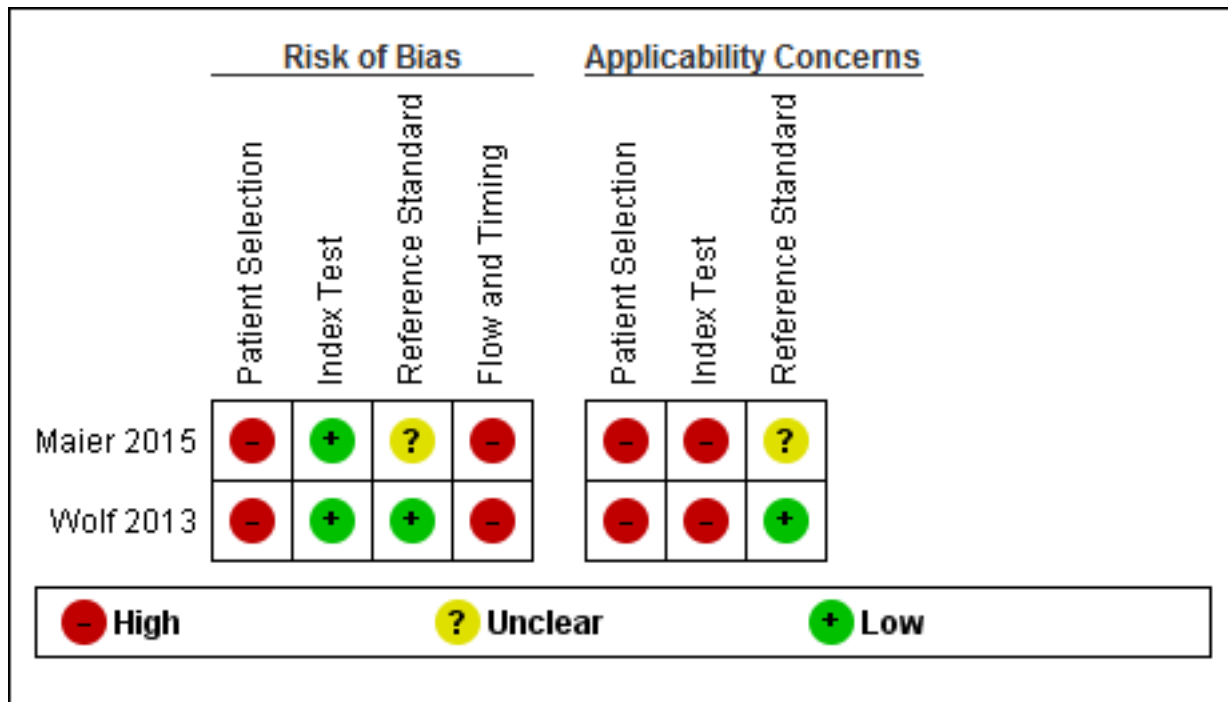 Risk of Bias Applicability Concerns
Patient Selection
Index Test
Reference Standard
Flow and Timing
Patient Selection
Index Test
Reference Standard
Maier 2015 – + ? – – – ?
Wolf 2013 – + + – – – +
– High ? Unclear + Low